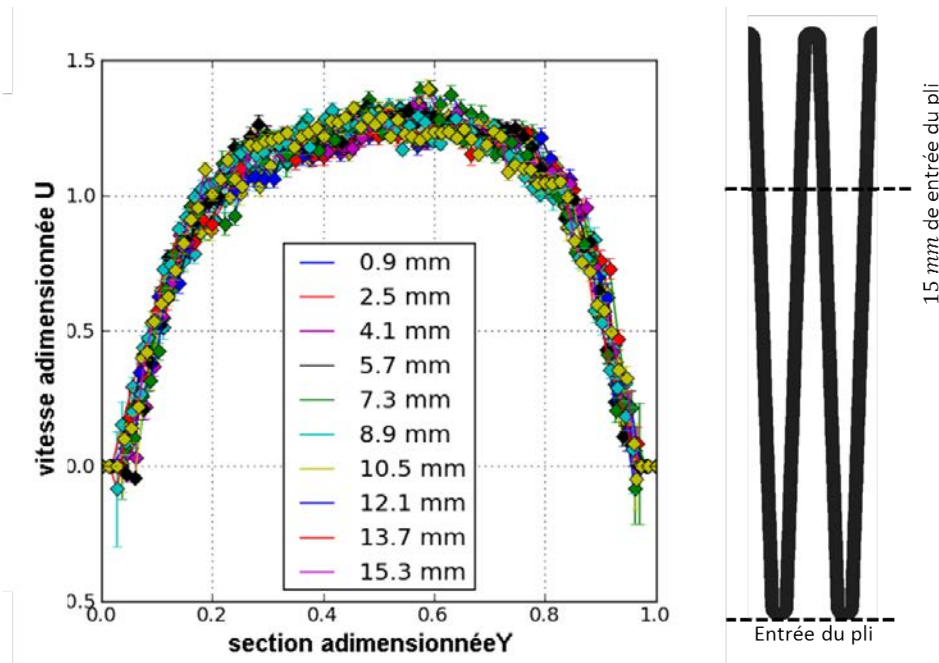 1.5
1.0
0.5
0.0
0.5
0.0 0.2 0.4 0.6 0.8 1.0
vitesse adimensionnée U
section adimensionnéeY
0.9 mm
2.5 mm
4.1 mm
5.7 mm
7.3 mm
8.9 mm
10.5 mm
12.1 mm
13.7 mm
15.3 mm
15 mm de entrée du pli
Entrée du pli